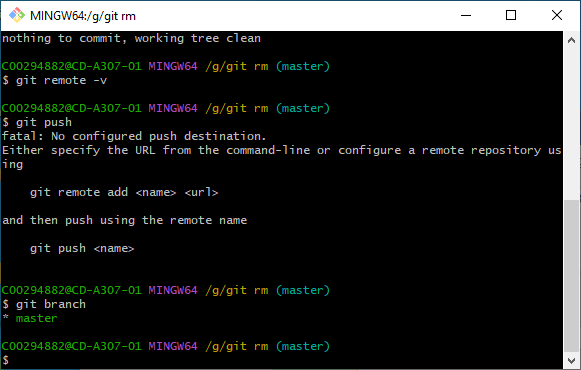 MINGW64:/g/git rm
nothing to commit, working tree clean
C00294882@CD-A307-01 MINGW64 /g/git rm (master)
$ git remote -v
C00294882@CD-A307-01 MINGW64 /g/git rm (master)
$ git push
fatal: No configured push destination.
Either specify the URL from the command-line or configure a remote repository us
ing
git remote add <name> <url>
and then push using the remote name
git push <name>
C00294882@CD-A307-01 MINGW64 /g/git rm (master)
$ git branch
* master
C00294882@CD-A307-01 MINGW64 /g/git rm (master)
$